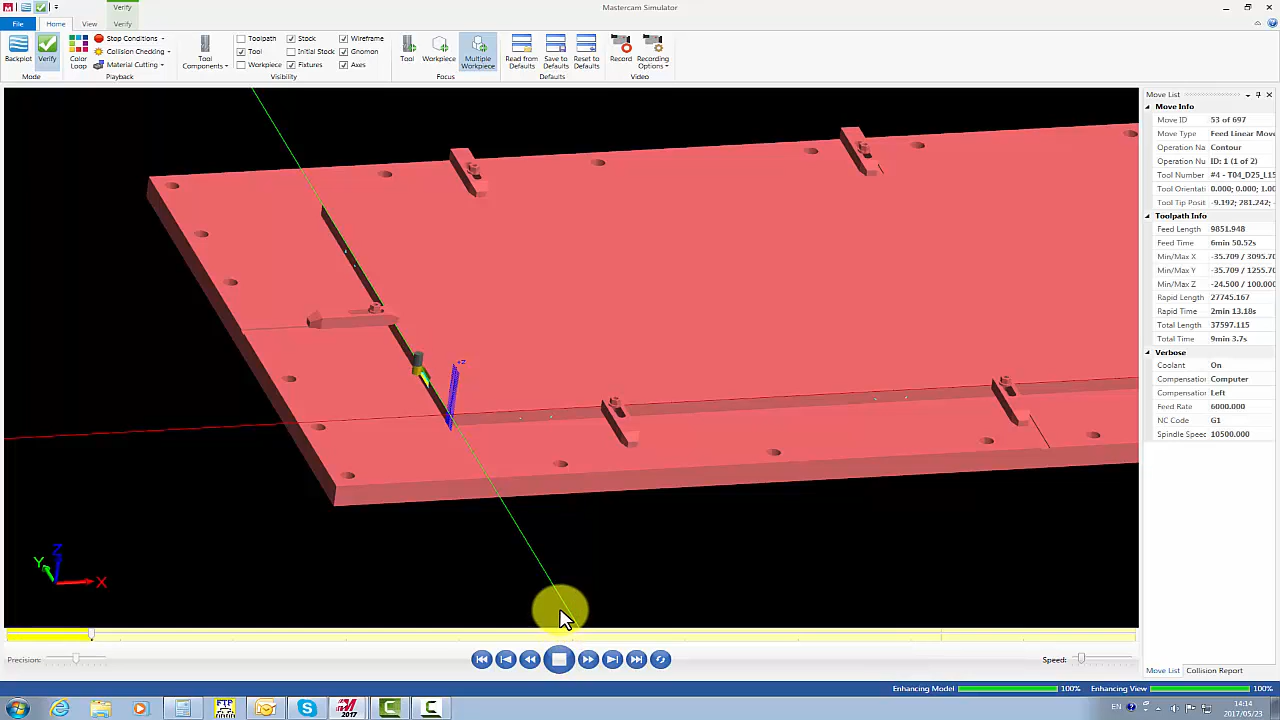 Verify
Mastercam Simulator
File
Home
View
Verify
Backplot
Verify
Mode
Color Loop
Stop Conditions
Collision Checking
Material Cutting
Playback
Tool Components
Toolpath
Tool
Workpiece
Stock
Initial Stock
Fixtures
Wireframe
Gnomon
Axes
Visibility
Tool
Workpiece
Multiple Workpiece
Focus
Read from Defaults
Save to Defaults
Reset to Defaults
Defaults
Record
Recording Options
Video
+Z
Z
Y
X
Move List
Move Info
Move ID 53 of 697
Move Type Feed Linear Move
Operation Na Contour
Operation Nu ID: 1 (1 of 2)
Tool Number #4 - T04_D25_L15
Tool Orientati 0.000; 0.000; 1.00
Tool Tip Posit -9.192; 281.242; -
Toolpath Info
Feed Length 9851.948
Feed Time 6min 50.52s
Min/Max X -35.709 / 3095.70
Min/Max Y -35.709 / 1255.70
Min/Max Z -24.500 / 100.000
Rapid Length 27745.167
Rapid Time 2min 13.18s
Total Length 37597.115
Total Time 9min 3.7s
Verbose
Coolant On
Compensation Computer
Compensation Left
Feed Rate 6000.000
NC Code G1
Spindle Speed 10500.000
Precision:
Speed:
Move List
Collision Report
Enhancing Model 100% Enhancing View 100%
FTP
2017
EN
14:14
2017/05/23